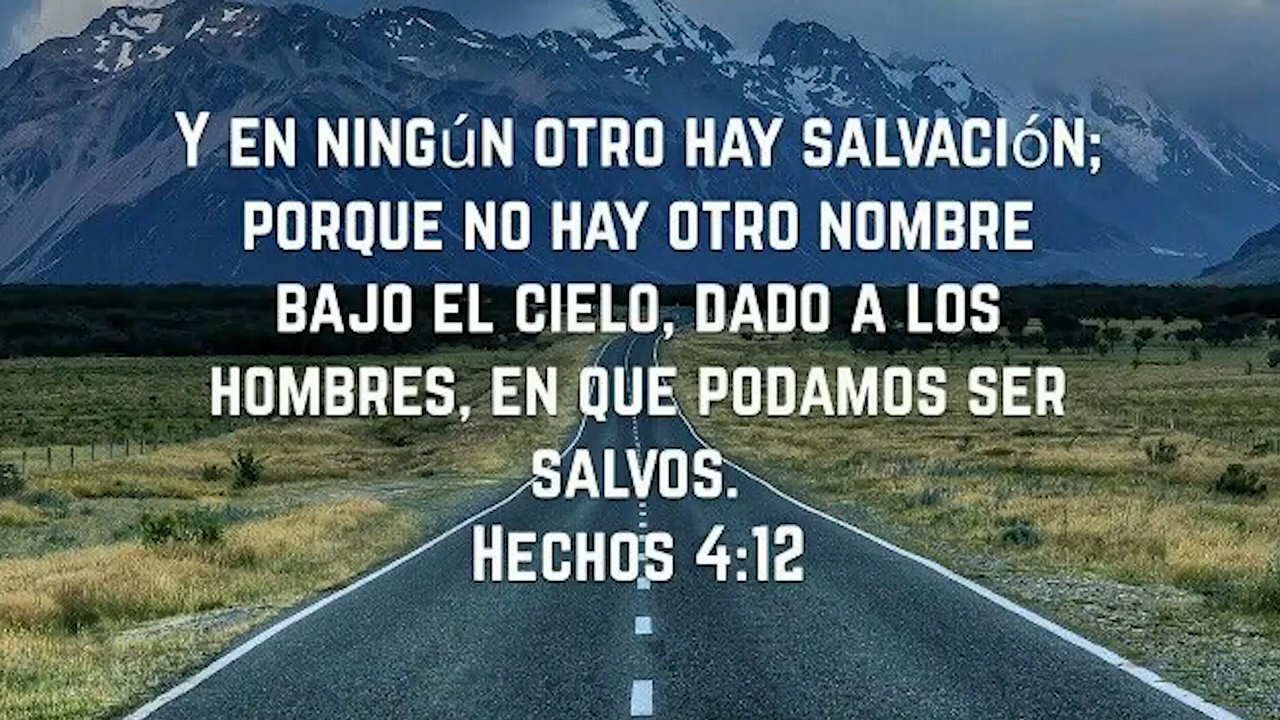 Y EN NINGÚN OTRO HAY SALVACIÓN;
PORQUE NO HAY OTRO NOMBRE
BAJO EL CIELO, DADO A LOS
HOMBRES, EN QUE PODAMOS SER
SALVOS.
HECHOS 4:12